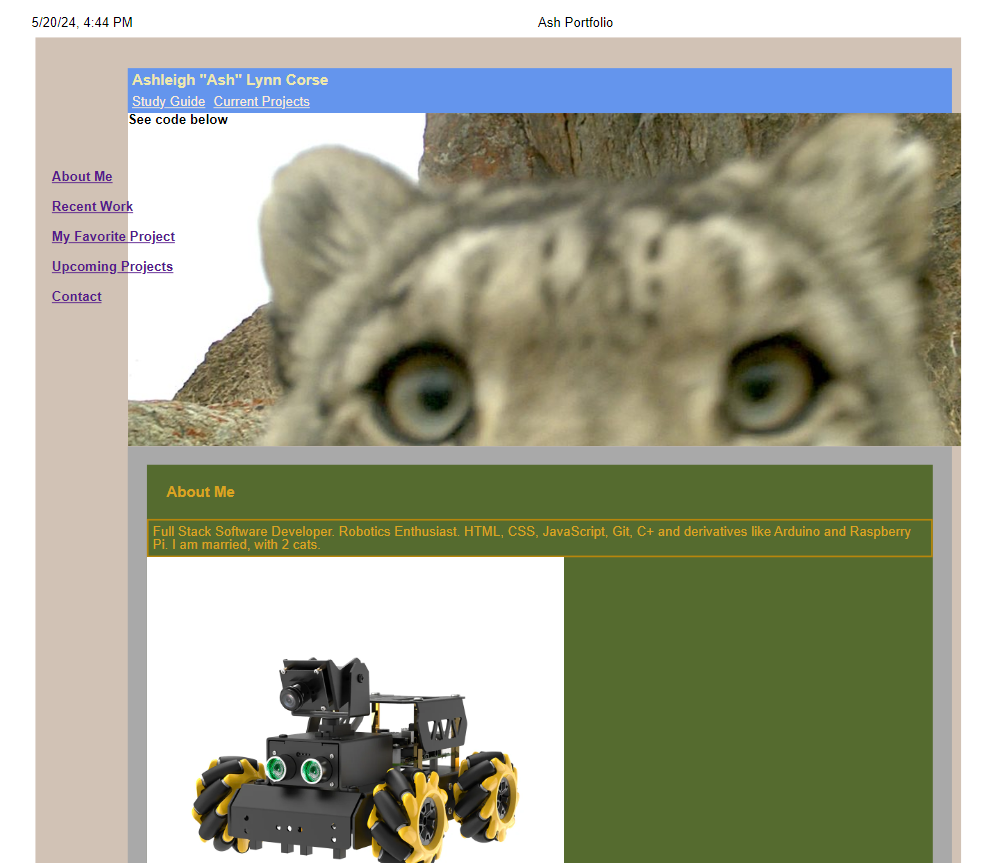 5/20/24, 4:44 PM
Ash Portfolio
Ashleigh "Ash" Lynn Corse
Study Guide Current Projects
See code below
About Me
Recent Work
My Favorite Project
Upcoming Projects
Contact
About Me
Full Stack Software Developer. Robotics Enthusiast. HTML, CSS, JavaScript, Git, C+ and derivatives like Arduino and Raspberry
Pi. I am married, with 2 cats.